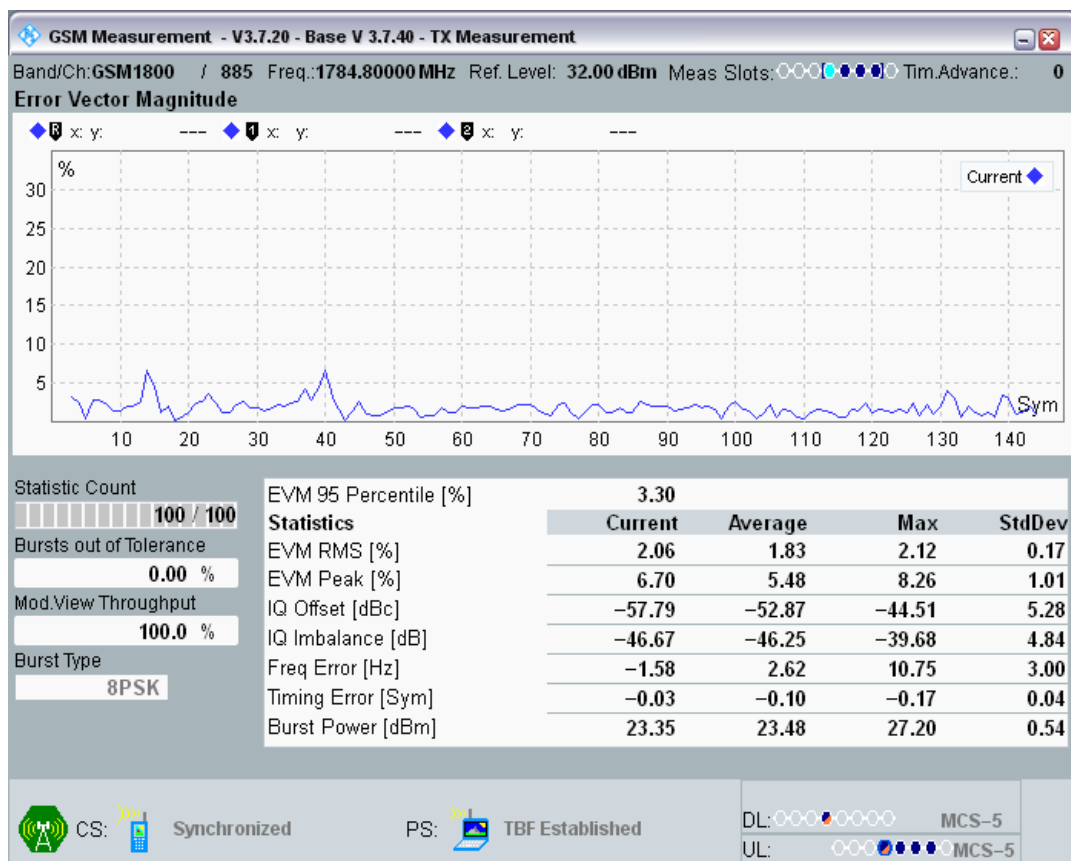 GSM Measurement - V3.7.20 - Base V 3.7.40 - TX Measurement
Band/Ch:GSM1800 / 885 Freq.:1784.80000 MHz Ref. Level: 32.00 dBm Meas Slots: Tim.Advance.: 0
Error Vector Magnitude
R x: y: --- 1 x: y: --- 2 x: y: ---
%
Current
30
25
20
15
10
5
Sym
10 20 30 40 50 60 70 80 90 100 110 120 130 140
Statistic Count
100 / 100
Bursts out of Tolerance
0.00 %
Mod.View Throughput
100.0 %
Burst Type
8PSK
EVM 95 Percentile [%] 3.30
Statistics Current Average Max StdDev
EVM RMS [%] 2.06 1.83 2.12 0.17
EVM Peak [%] 6.70 5.48 8.26 1.01
IQ Offset [dBc] −57.79 −52.87 −44.51 5.28
IQ Imbalance [dB] −46.67 −46.25 −39.68 4.84
Freq Error [Hz] −1.58 2.62 10.75 3.00
Timing Error [Sym] −0.03 −0.10 −0.17 0.04
Burst Power [dBm] 23.35 23.48 27.20 0.54
CS: Synchronized PS: TBF Established
DL: MCS−5
UL: MCS−5